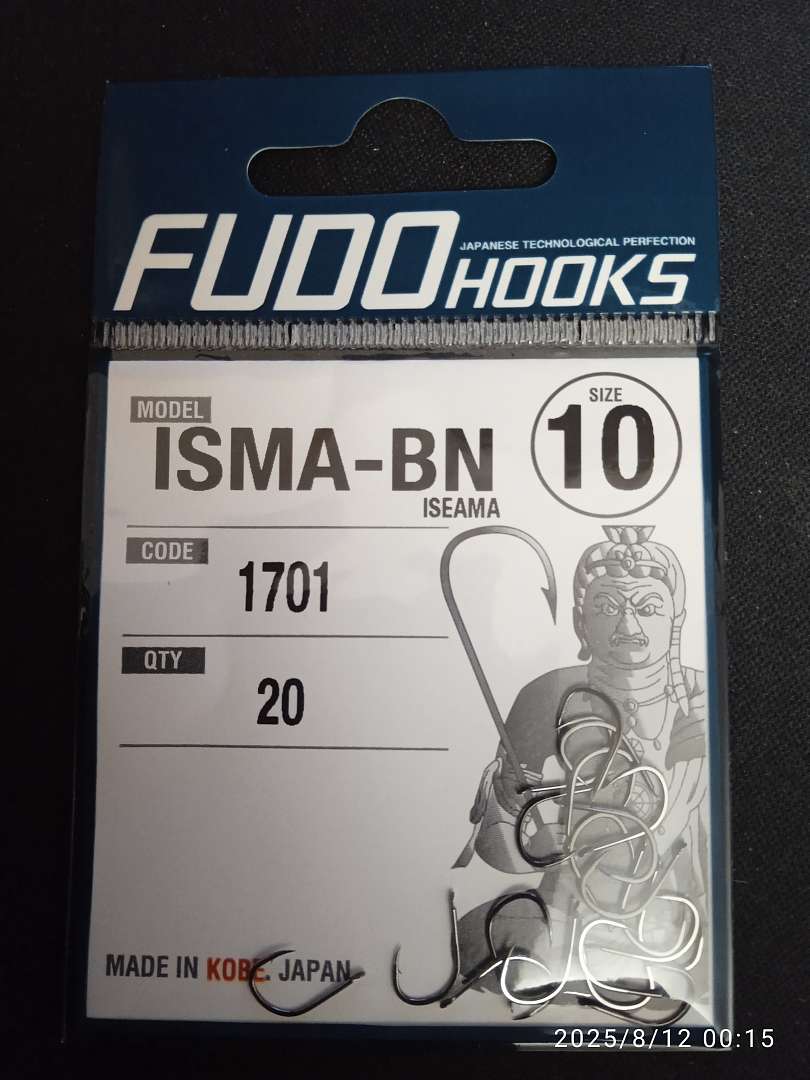 FUDO HOOKS
JAPANESE TECHNOLOGICAL PERFECTION
MODEL
ISMA-BN
ISEAMA
SIZE
10
CODE
1701
QTY
20
MADE IN KOBE. JAPAN
2025/8/12 00:15